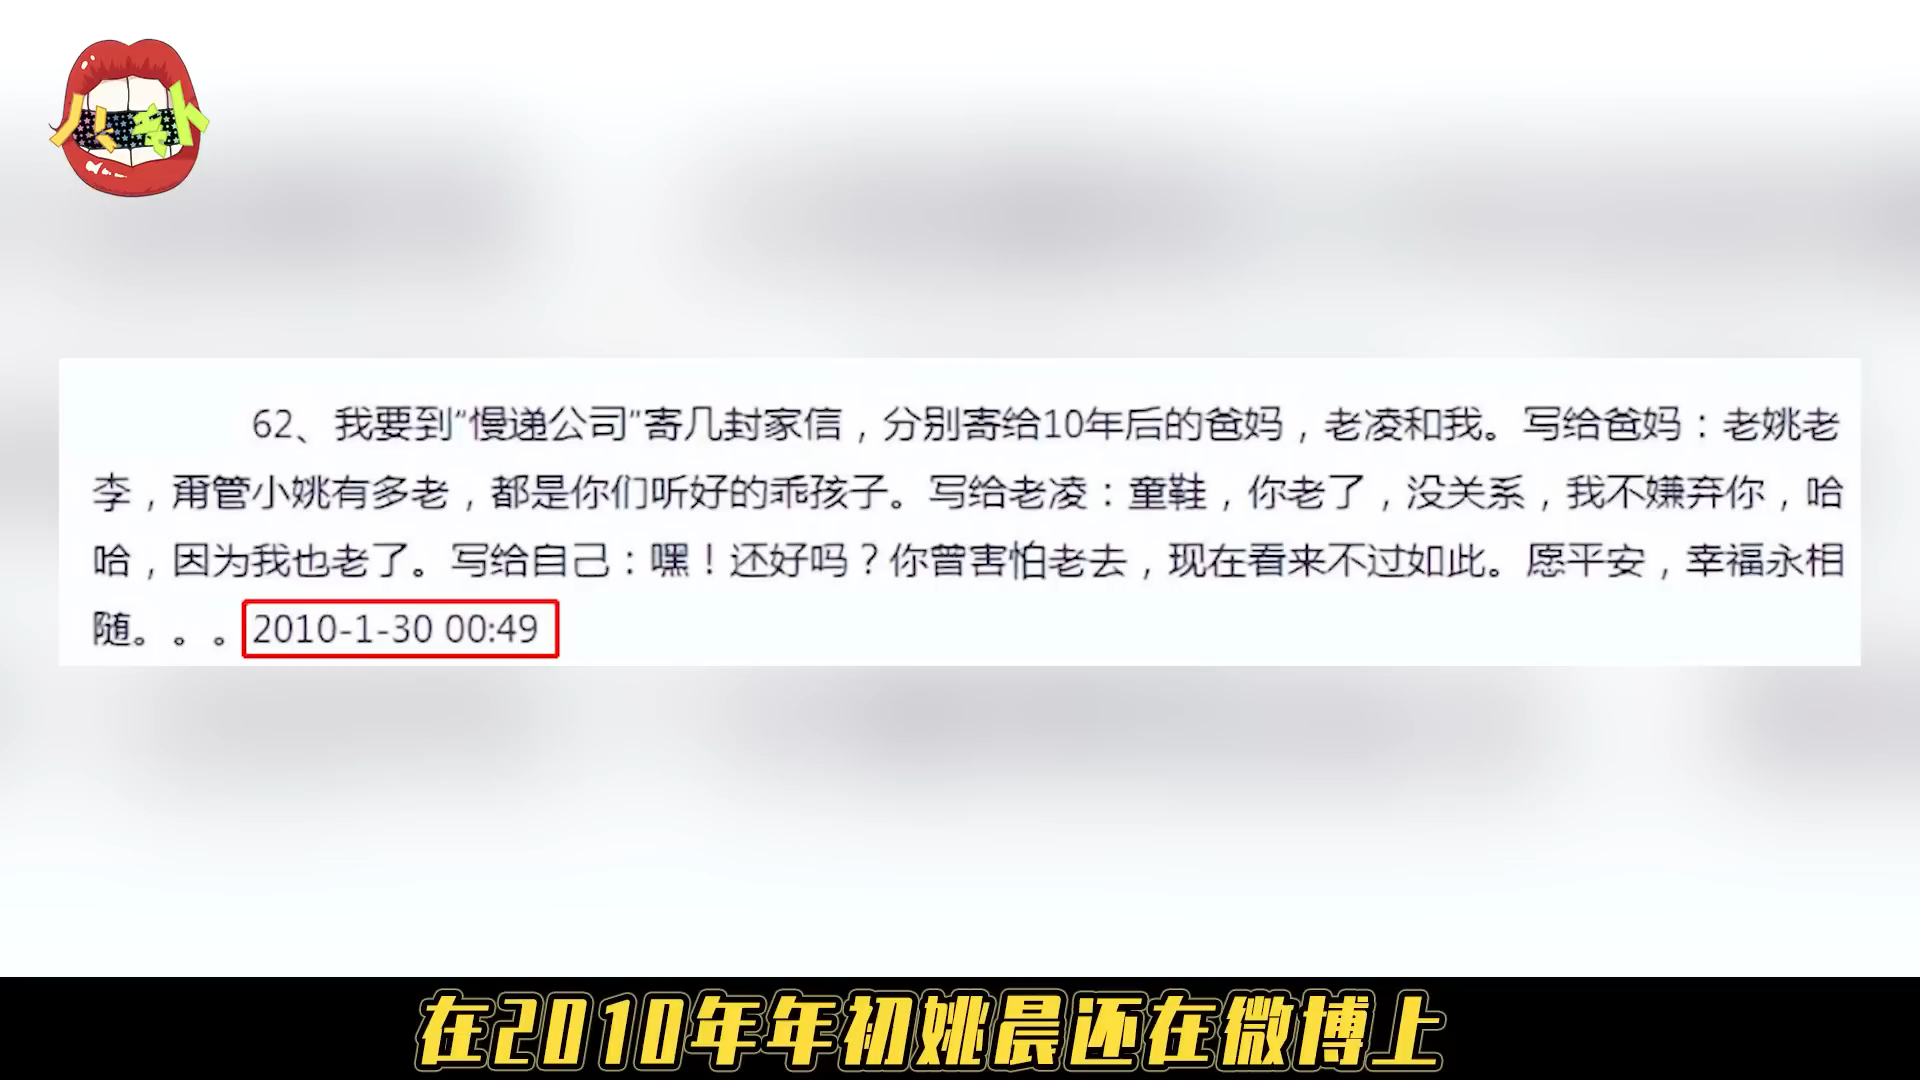 八卦
62、我要到“慢递公司”寄几封家信，分别寄给10年后的爸妈，老凌和我。写给爸妈：老姚老
李，甭管小姚有多老，都是你们听好的乖孩子。写给老凌：童鞋，你老了，没关系，我不嫌弃你，哈
哈，因为我也老了。写给自己：嘿！还好吗？你曾害怕老去，现在看来不过如此。愿平安，幸福永相
随。。。2010-1-30 00:49
在2010年年初姚晨还在微博上